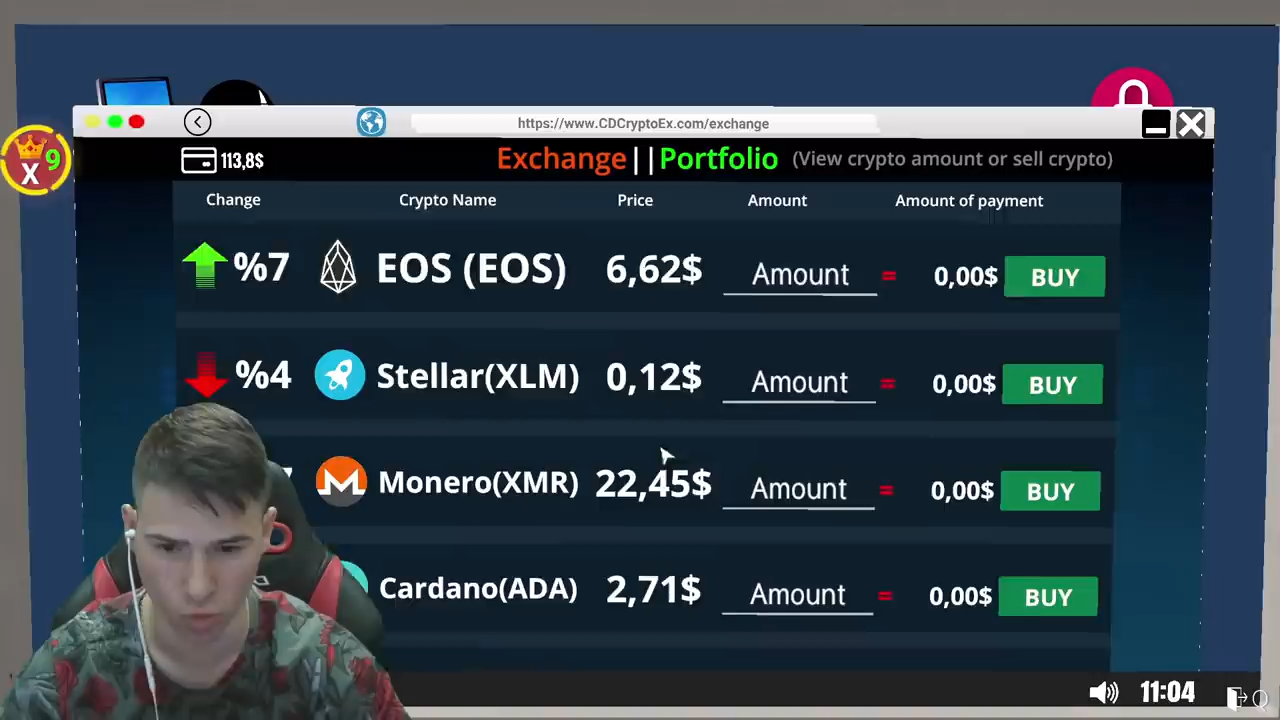 https://www.CDCryptoEx.com/exchange
X 9
113,8$ Exchange||Portfolio (View crypto amount or sell crypto)
Change Crypto Name Price Amount Amount of payment
%7 EOS (EOS) 6,62$ Amount = 0,00$ BUY
%4 Stellar(XLM) 0,12$ Amount = 0,00$ BUY
Monero(XMR) 22,45$ Amount = 0,00$ BUY
Cardano(ADA) 2,71$ Amount = 0,00$ BUY
11:04 Q